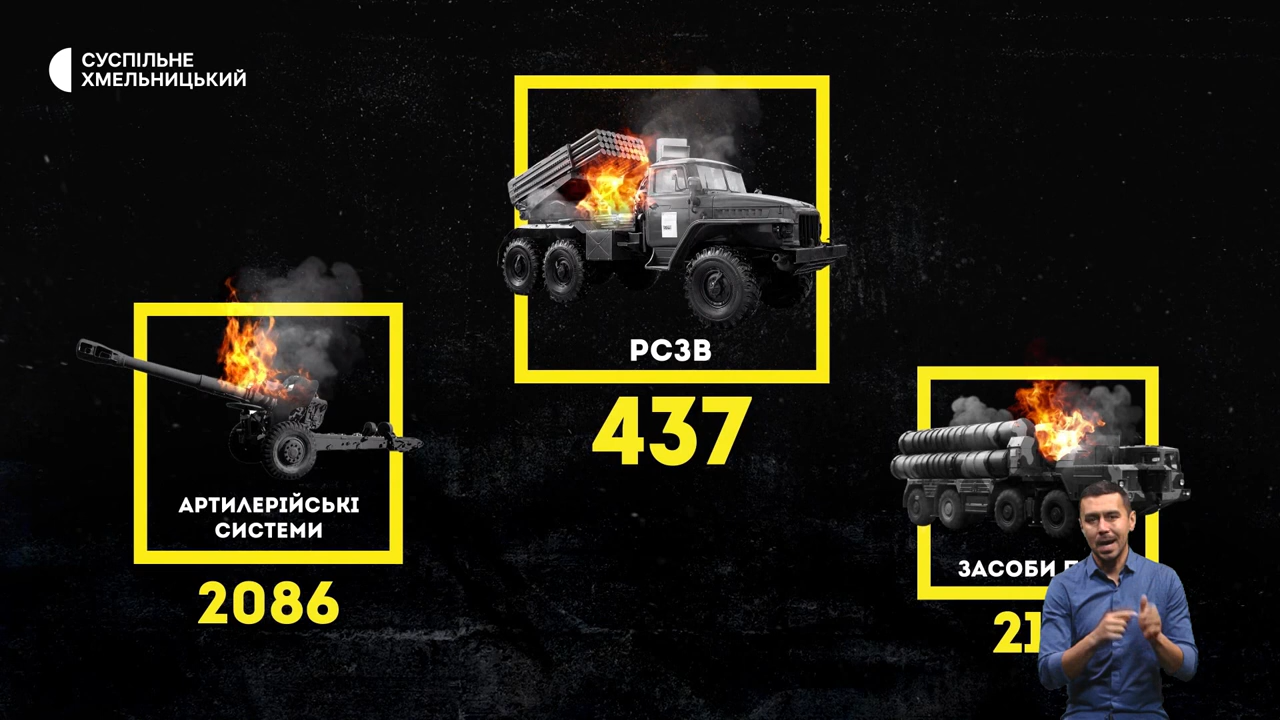 СУСПІЛЬНЕ
ХМЕЛЬНИЦЬКИЙ
РСЗВ
437
АРТИЛЕРІЙСЬКІ
СИСТЕМИ
2086
ЗАСОБИ